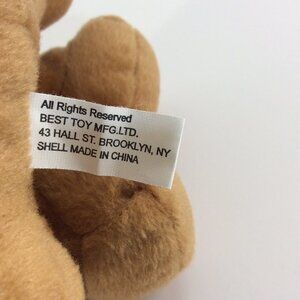 All Rights Reserved
BEST TOY MFG.LTD.
43 HALL ST. BROOKLYN, NY
SHELL MADE IN CHINA